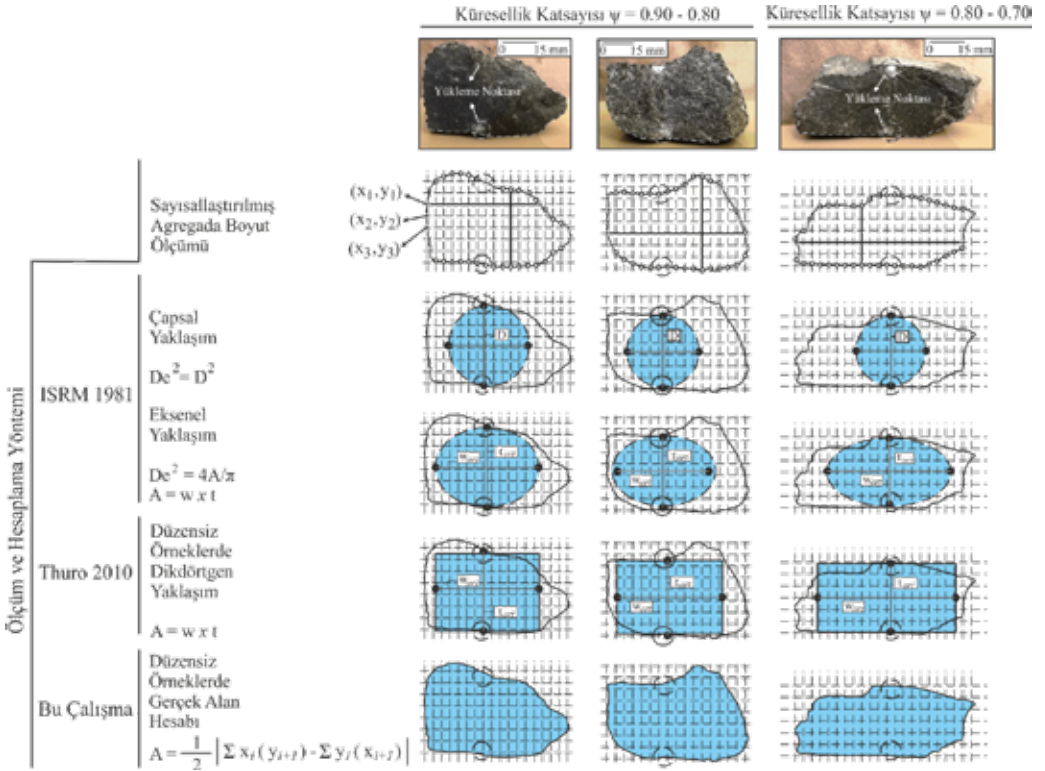 Küresellik Katsayısı ψ = 0.90 - 0.80
Küresellik Katsayısı ψ = 0.80 - 0.70
0 15 mm
0 15 mm
0 15 mm
Yükleme Noktası
Yükleme Noktası
Sayısallaştırılmış
Agregada Boyut
Ölçümü
(x₁,y₁)
(x₂,y₂)
(x₃,y₃)
Ölçüm ve Hesaplama Yöntemi
ISRM 1981
Çapsal
Yaklaşım
De² = D²
D
D
D
Eksenel
Yaklaşım
De² = 4A/π
A = w x t
Thuro 2010
Düzensiz
Örneklerde
Dikdörtgen
Yaklaşım
A = w x t
Bu Çalışma
Düzensiz
Örneklerde
Gerçek Alan
Hesabı
A = 1/2 | Σ xᵢ( yᵢ₊₁) - Σ yᵢ( xᵢ₊₁) |